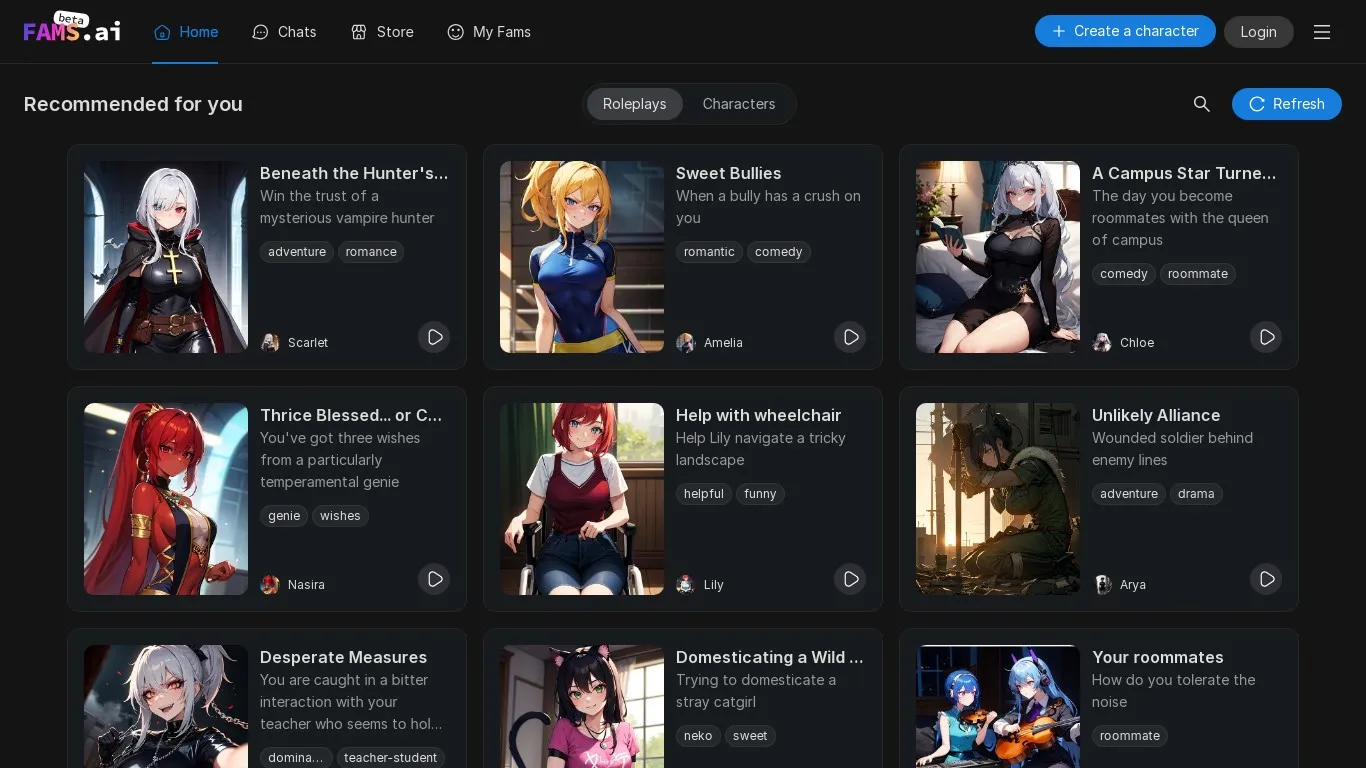 beta
FAMS.ai
Home
Chats
Store
My Fams
Create a character
Login
Recommended for you
Roleplays
Characters
Refresh
Beneath the Hunter's...
Win the trust of a
mysterious vampire hunter
adventure
romance
Scarlet
Sweet Bullies
When a bully has a crush on
you
romantic
comedy
Amelia
A Campus Star Turne...
The day you become
roommates with the queen
of campus
comedy
roommate
Chloe
Thrice Blessed... or C...
You've got three wishes
from a particularly
temperamental genie
genie
wishes
Nasira
Help with wheelchair
Help Lily navigate a tricky
landscape
helpful
funny
Lily
Unlikely Alliance
Wounded soldier behind
enemy lines
adventure
drama
Arya
Desperate Measures
You are caught in a bitter
interaction with your
teacher who seems to hol...
domina...
teacher-student
Domesticating a Wild ...
Trying to domesticate a
stray catgirl
neko
sweet
Your roommates
How do you tolerate the
noise
roommate